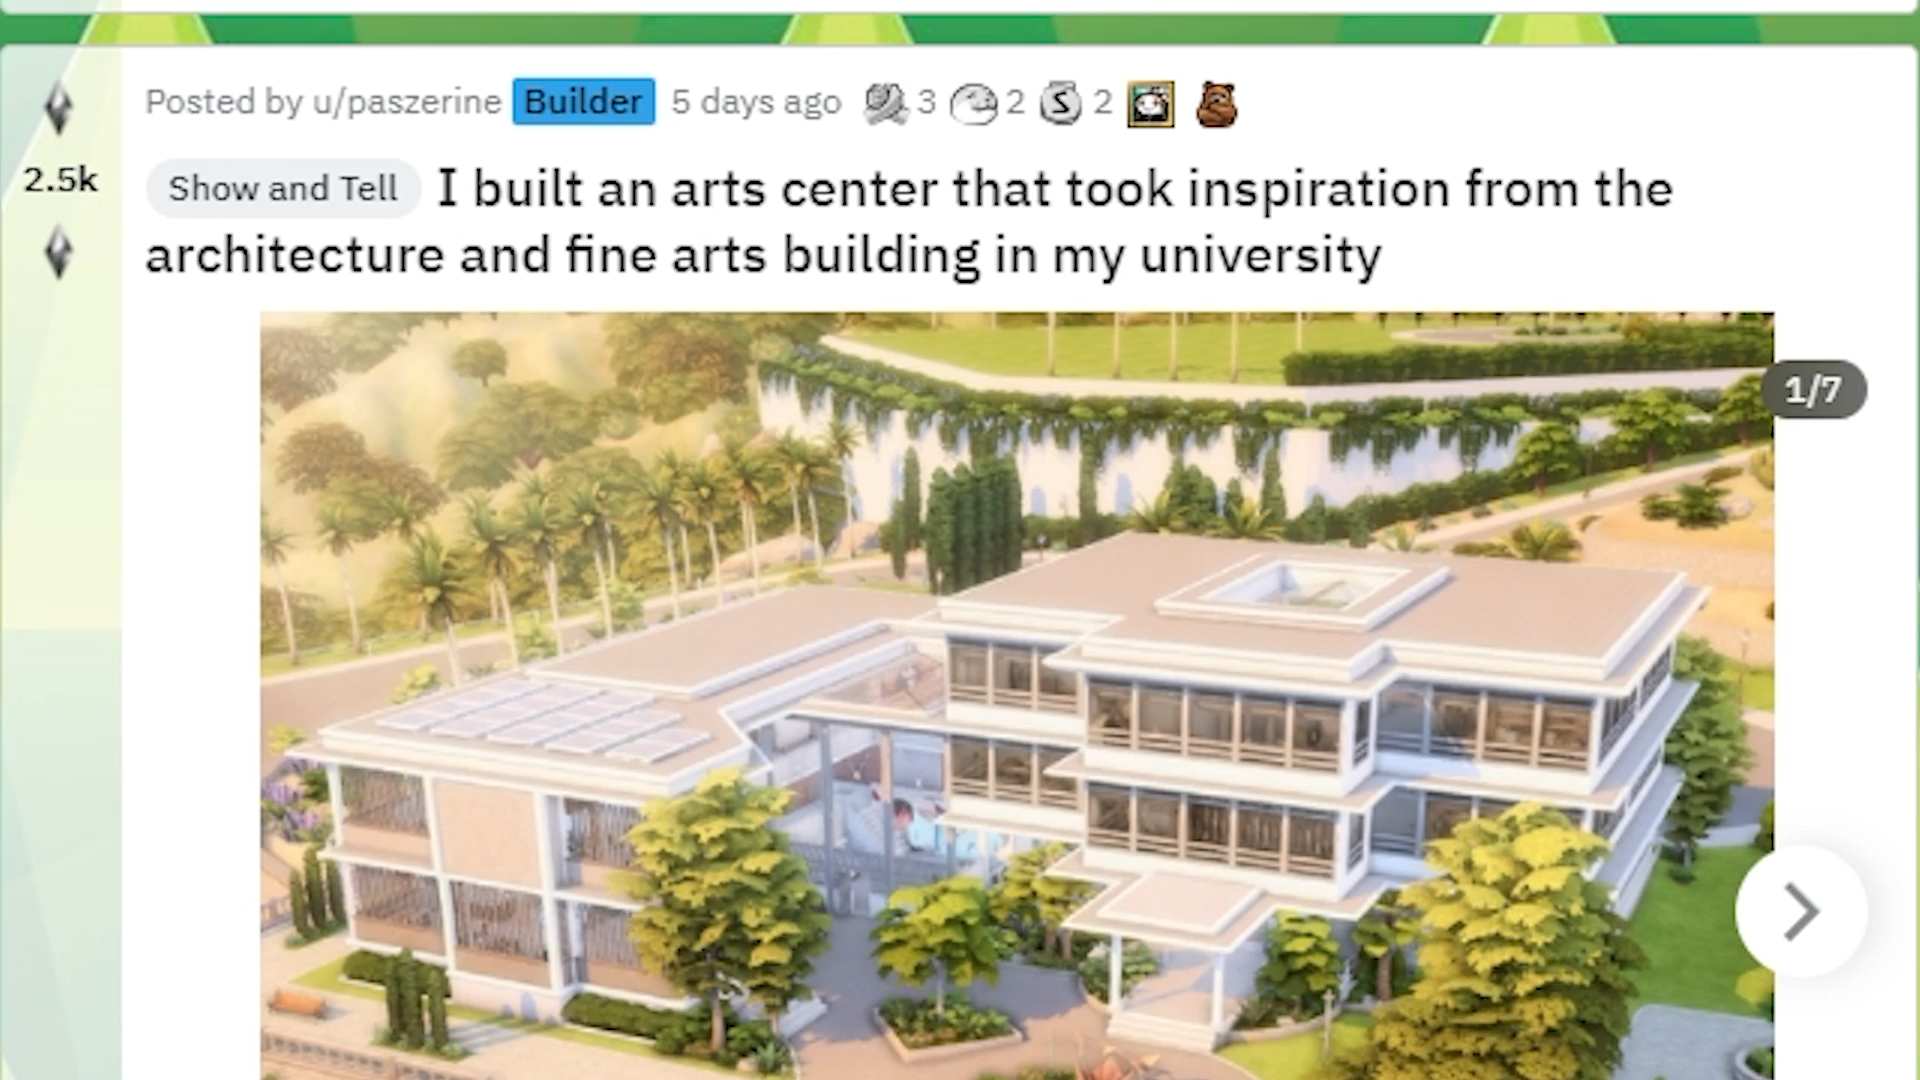 Posted by u/paszerine Builder 5 days ago 3 2 S 2
2.5k
Show and Tell I built an arts center that took inspiration from the
architecture and fine arts building in my university
1/7